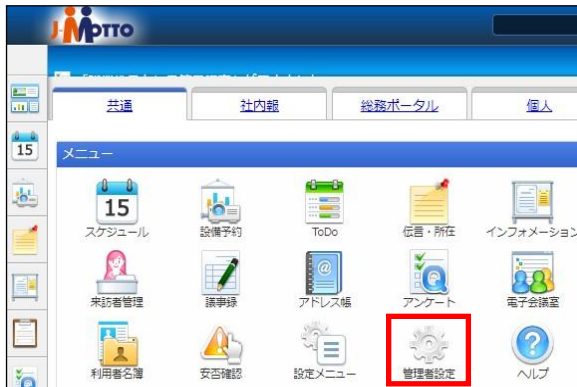 J-MOTTO
共通 社内報 総務ポータル 個人
15
メニュー
15
スケジュール 設備予約 ToDo 伝言・所在 インフォメーション
来訪者管理 議事録 アドレス帳 アンケート 電子会議室
利用者名簿 安否確認 設定メニュー 管理者設定 ヘルプ